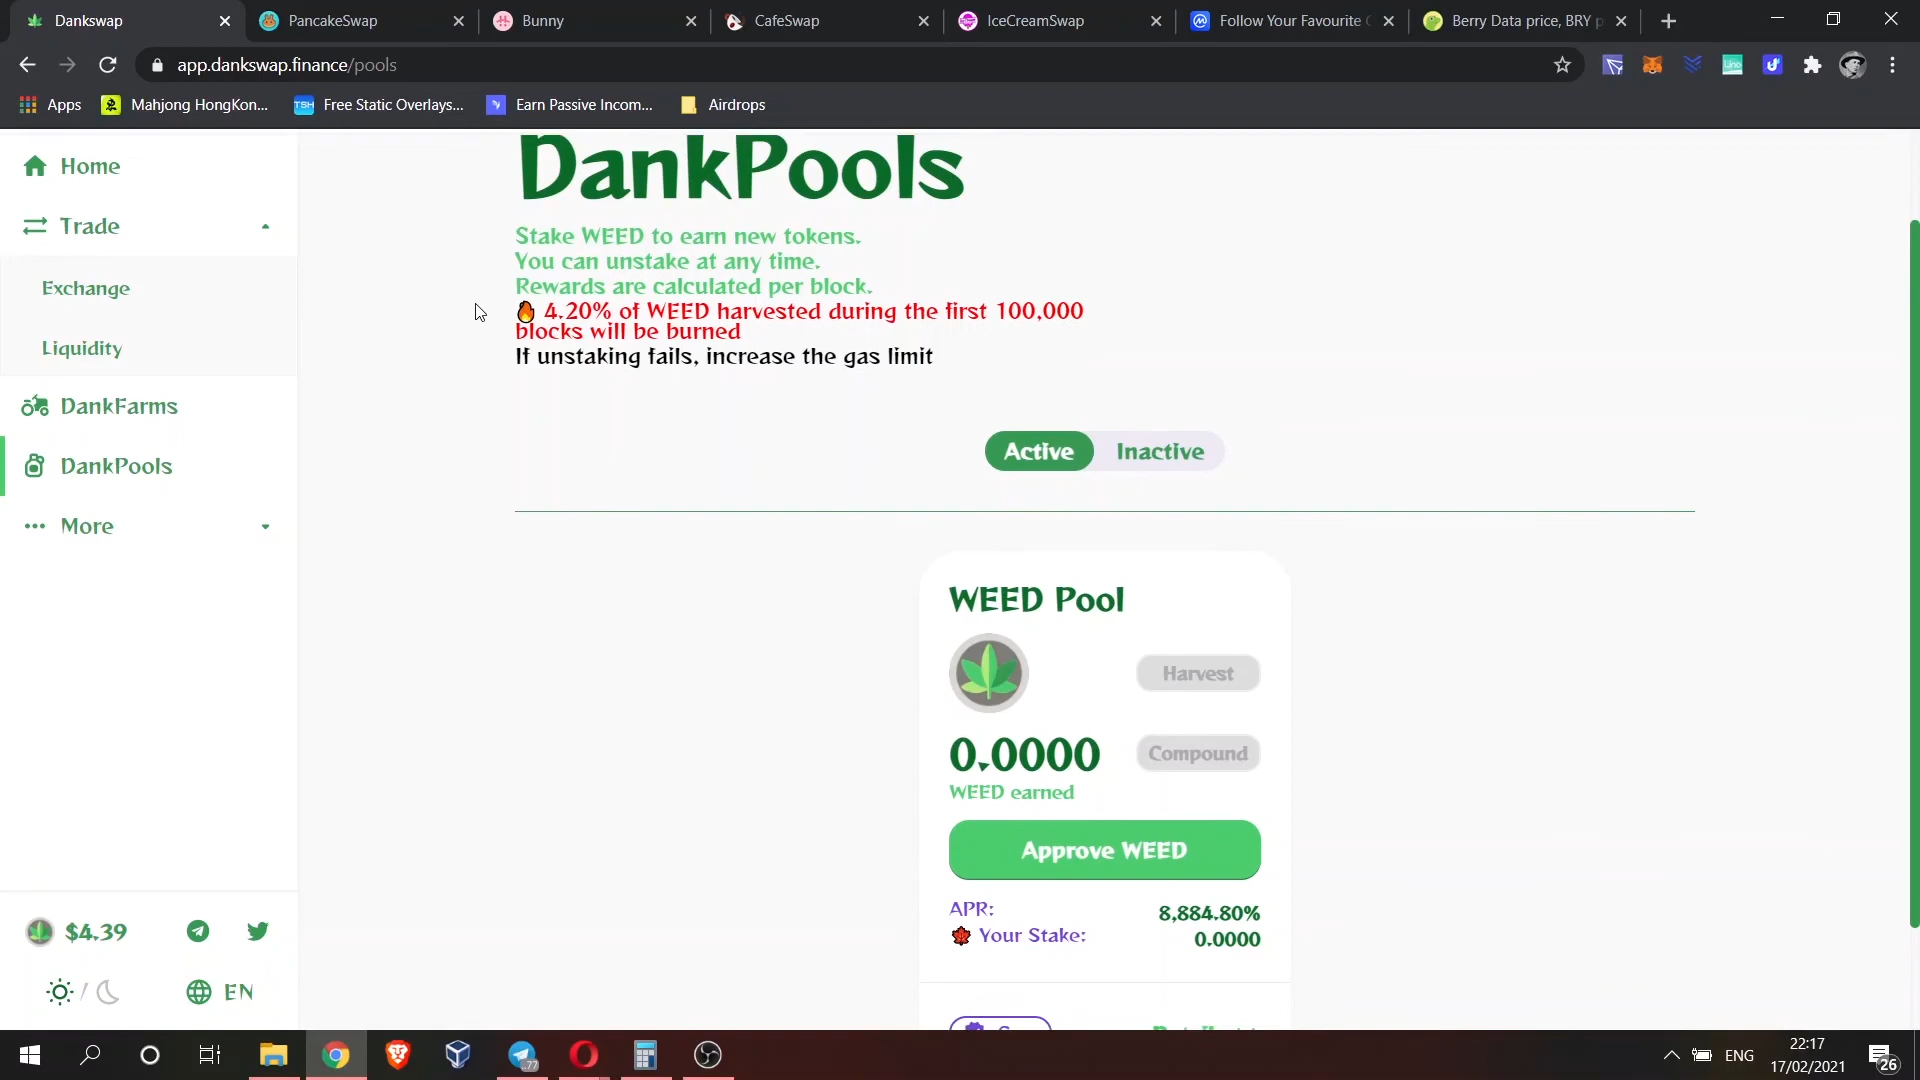 Dankswap
PancakeSwap
Bunny
CafeSwap
IceCreamSwap
Follow Your Favourite
Berry Data price, BRY p
app.dankswap.finance/pools
Apps
Mahjong HongKon...
TSH
Free Static Overlays...
Earn Passive Incom...
Airdrops
Home
Trade
Exchange
Liquidity
DankFarms
DankPools
More
$4.39
EN
DankPools
Stake WEED to earn new tokens.
You can unstake at any time.
Rewards are calculated per block.
🔥 4.20% of WEED harvested during the first 100,000
blocks will be burned
If unstaking fails, increase the gas limit
Active
Inactive
WEED Pool
Harvest
0.0000
Compound
WEED earned
Approve WEED
APR:
8,884.80%
🍁 Your Stake:
0.0000
77
ENG
22:17
17/02/2021
26